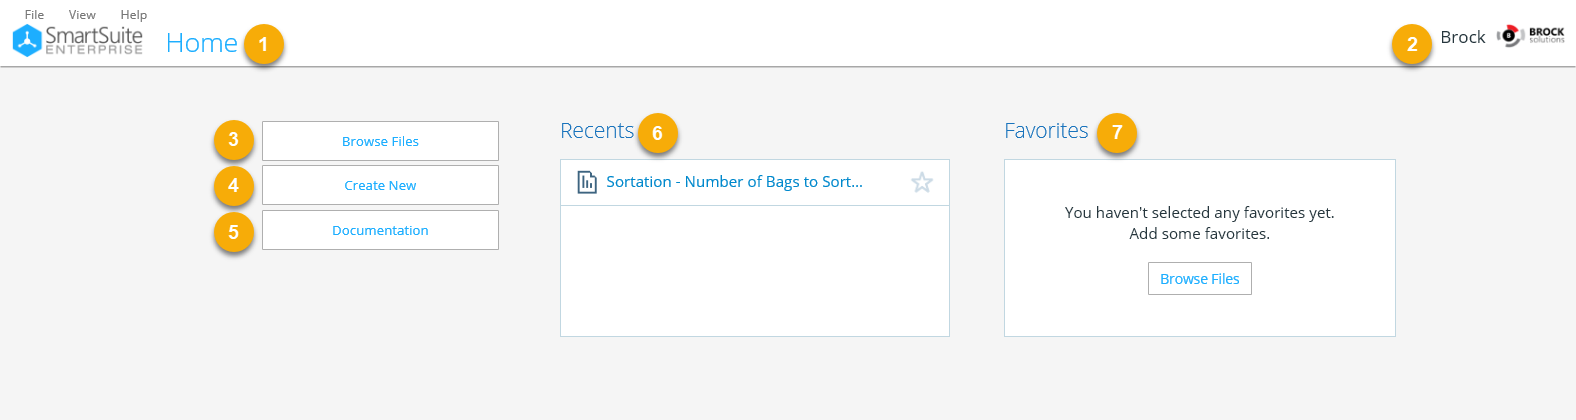 File View Help
SmartSuite
ENTERPRISE
Home 1
2 Brock
B
BROCK
solutions
3 Browse Files
4 Create New
5 Documentation
Recents 6
Sortation - Number of Bags to Sort...
Favorites 7
You haven't selected any favorites yet.
Add some favorites.
Browse Files